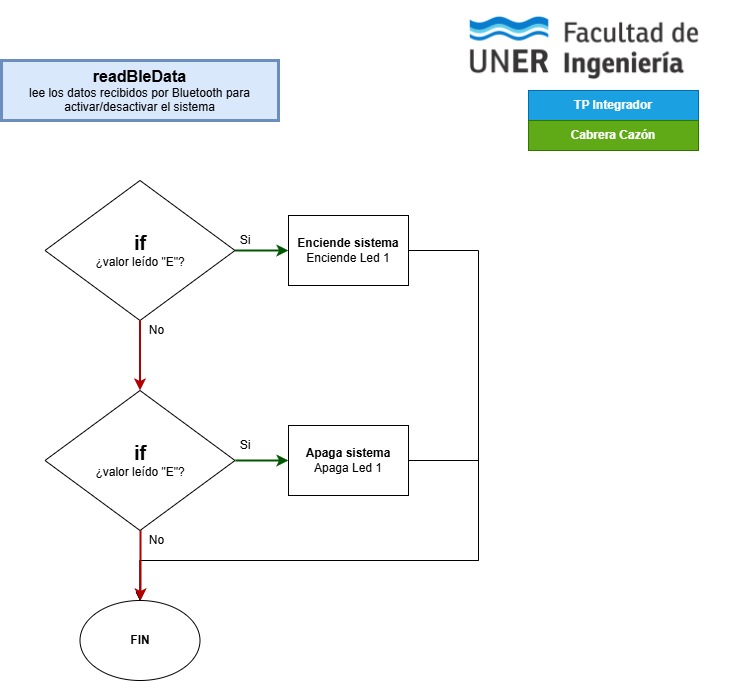 Facultad de
UNER Ingeniería
readBleData
lee los datos recibidos por Bluetooth para
activar/desactivar el sistema
TP Integrador
Cabrera Cazón
if
¿valor leído "E"?
Si
Enciende sistema
Enciende Led 1
No
if
¿valor leído "E"?
Si
Apaga sistema
Apaga Led 1
No
FIN